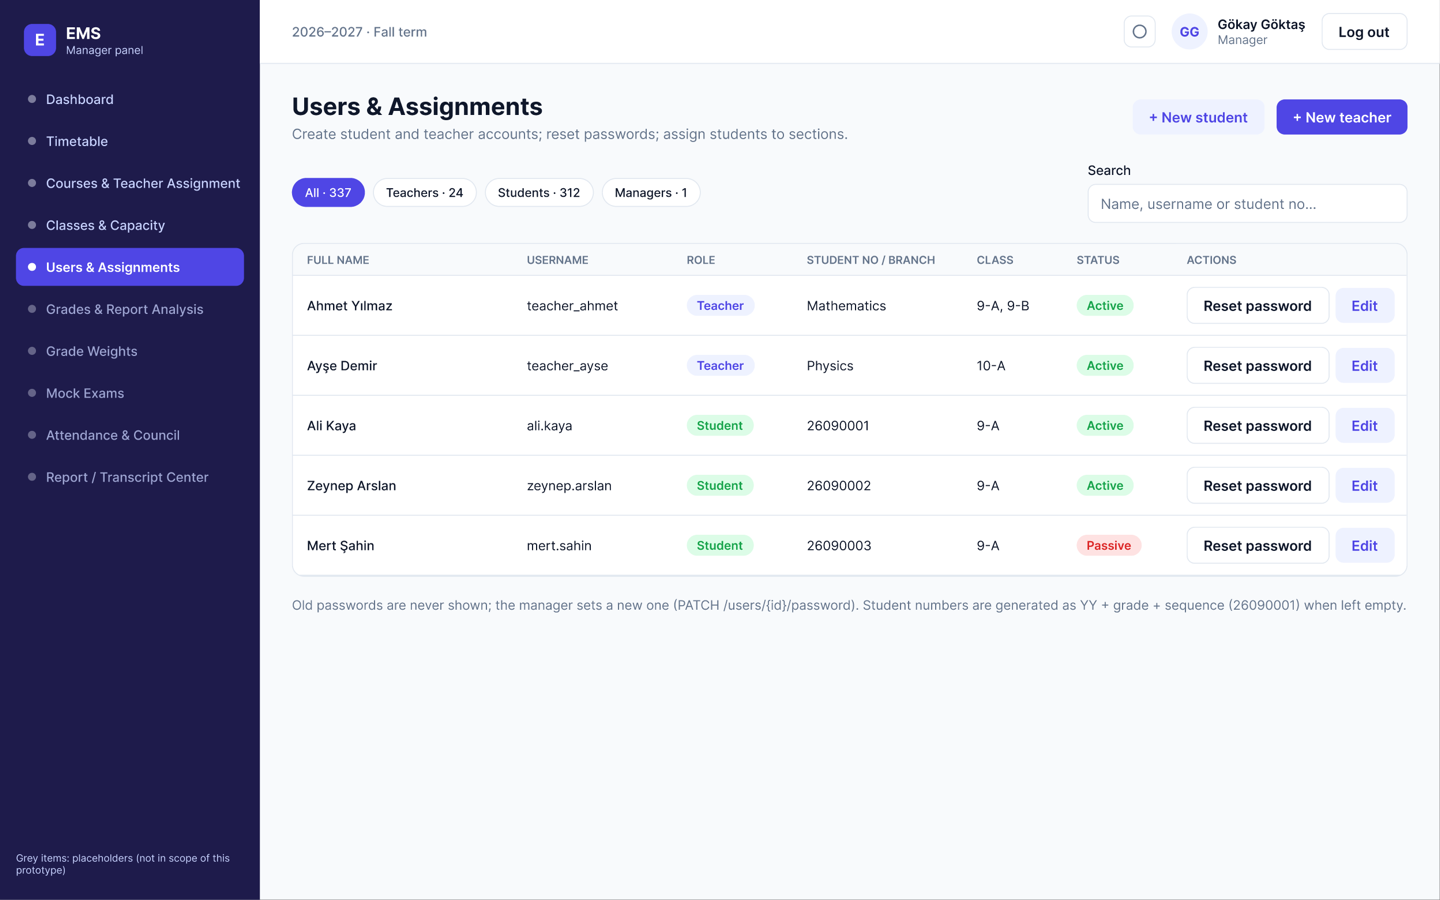 E
EMS
Manager panel
Dashboard
Timetable
Courses & Teacher Assignment
Classes & Capacity
Users & Assignments
Grades & Report Analysis
Grade Weights
Mock Exams
Attendance & Council
Report / Transcript Center
Grey items: placeholders (not in scope of this
prototype)
2026–2027 · Fall term
GG
Gökay Göktaş
Manager
Log out
Users & Assignments
Create student and teacher accounts; reset passwords; assign students to sections.
+ New student
+ New teacher
All · 337
Teachers · 24
Students · 312
Managers · 1
Search
Name, username or student no...
FULL NAME USERNAME ROLE STUDENT NO / BRANCH CLASS STATUS ACTIONS
Ahmet Yılmaz teacher_ahmet Teacher Mathematics 9-A, 9-B Active Reset password Edit
Ayşe Demir teacher_ayse Teacher Physics 10-A Active Reset password Edit
Ali Kaya ali.kaya Student 26090001 9-A Active Reset password Edit
Zeynep Arslan zeynep.arslan Student 26090002 9-A Active Reset password Edit
Mert Şahin mert.sahin Student 26090003 9-A Passive Reset password Edit
Old passwords are never shown; the manager sets a new one (PATCH /users/{id}/password). Student numbers are generated as YY + grade + sequence (26090001) when left empty.